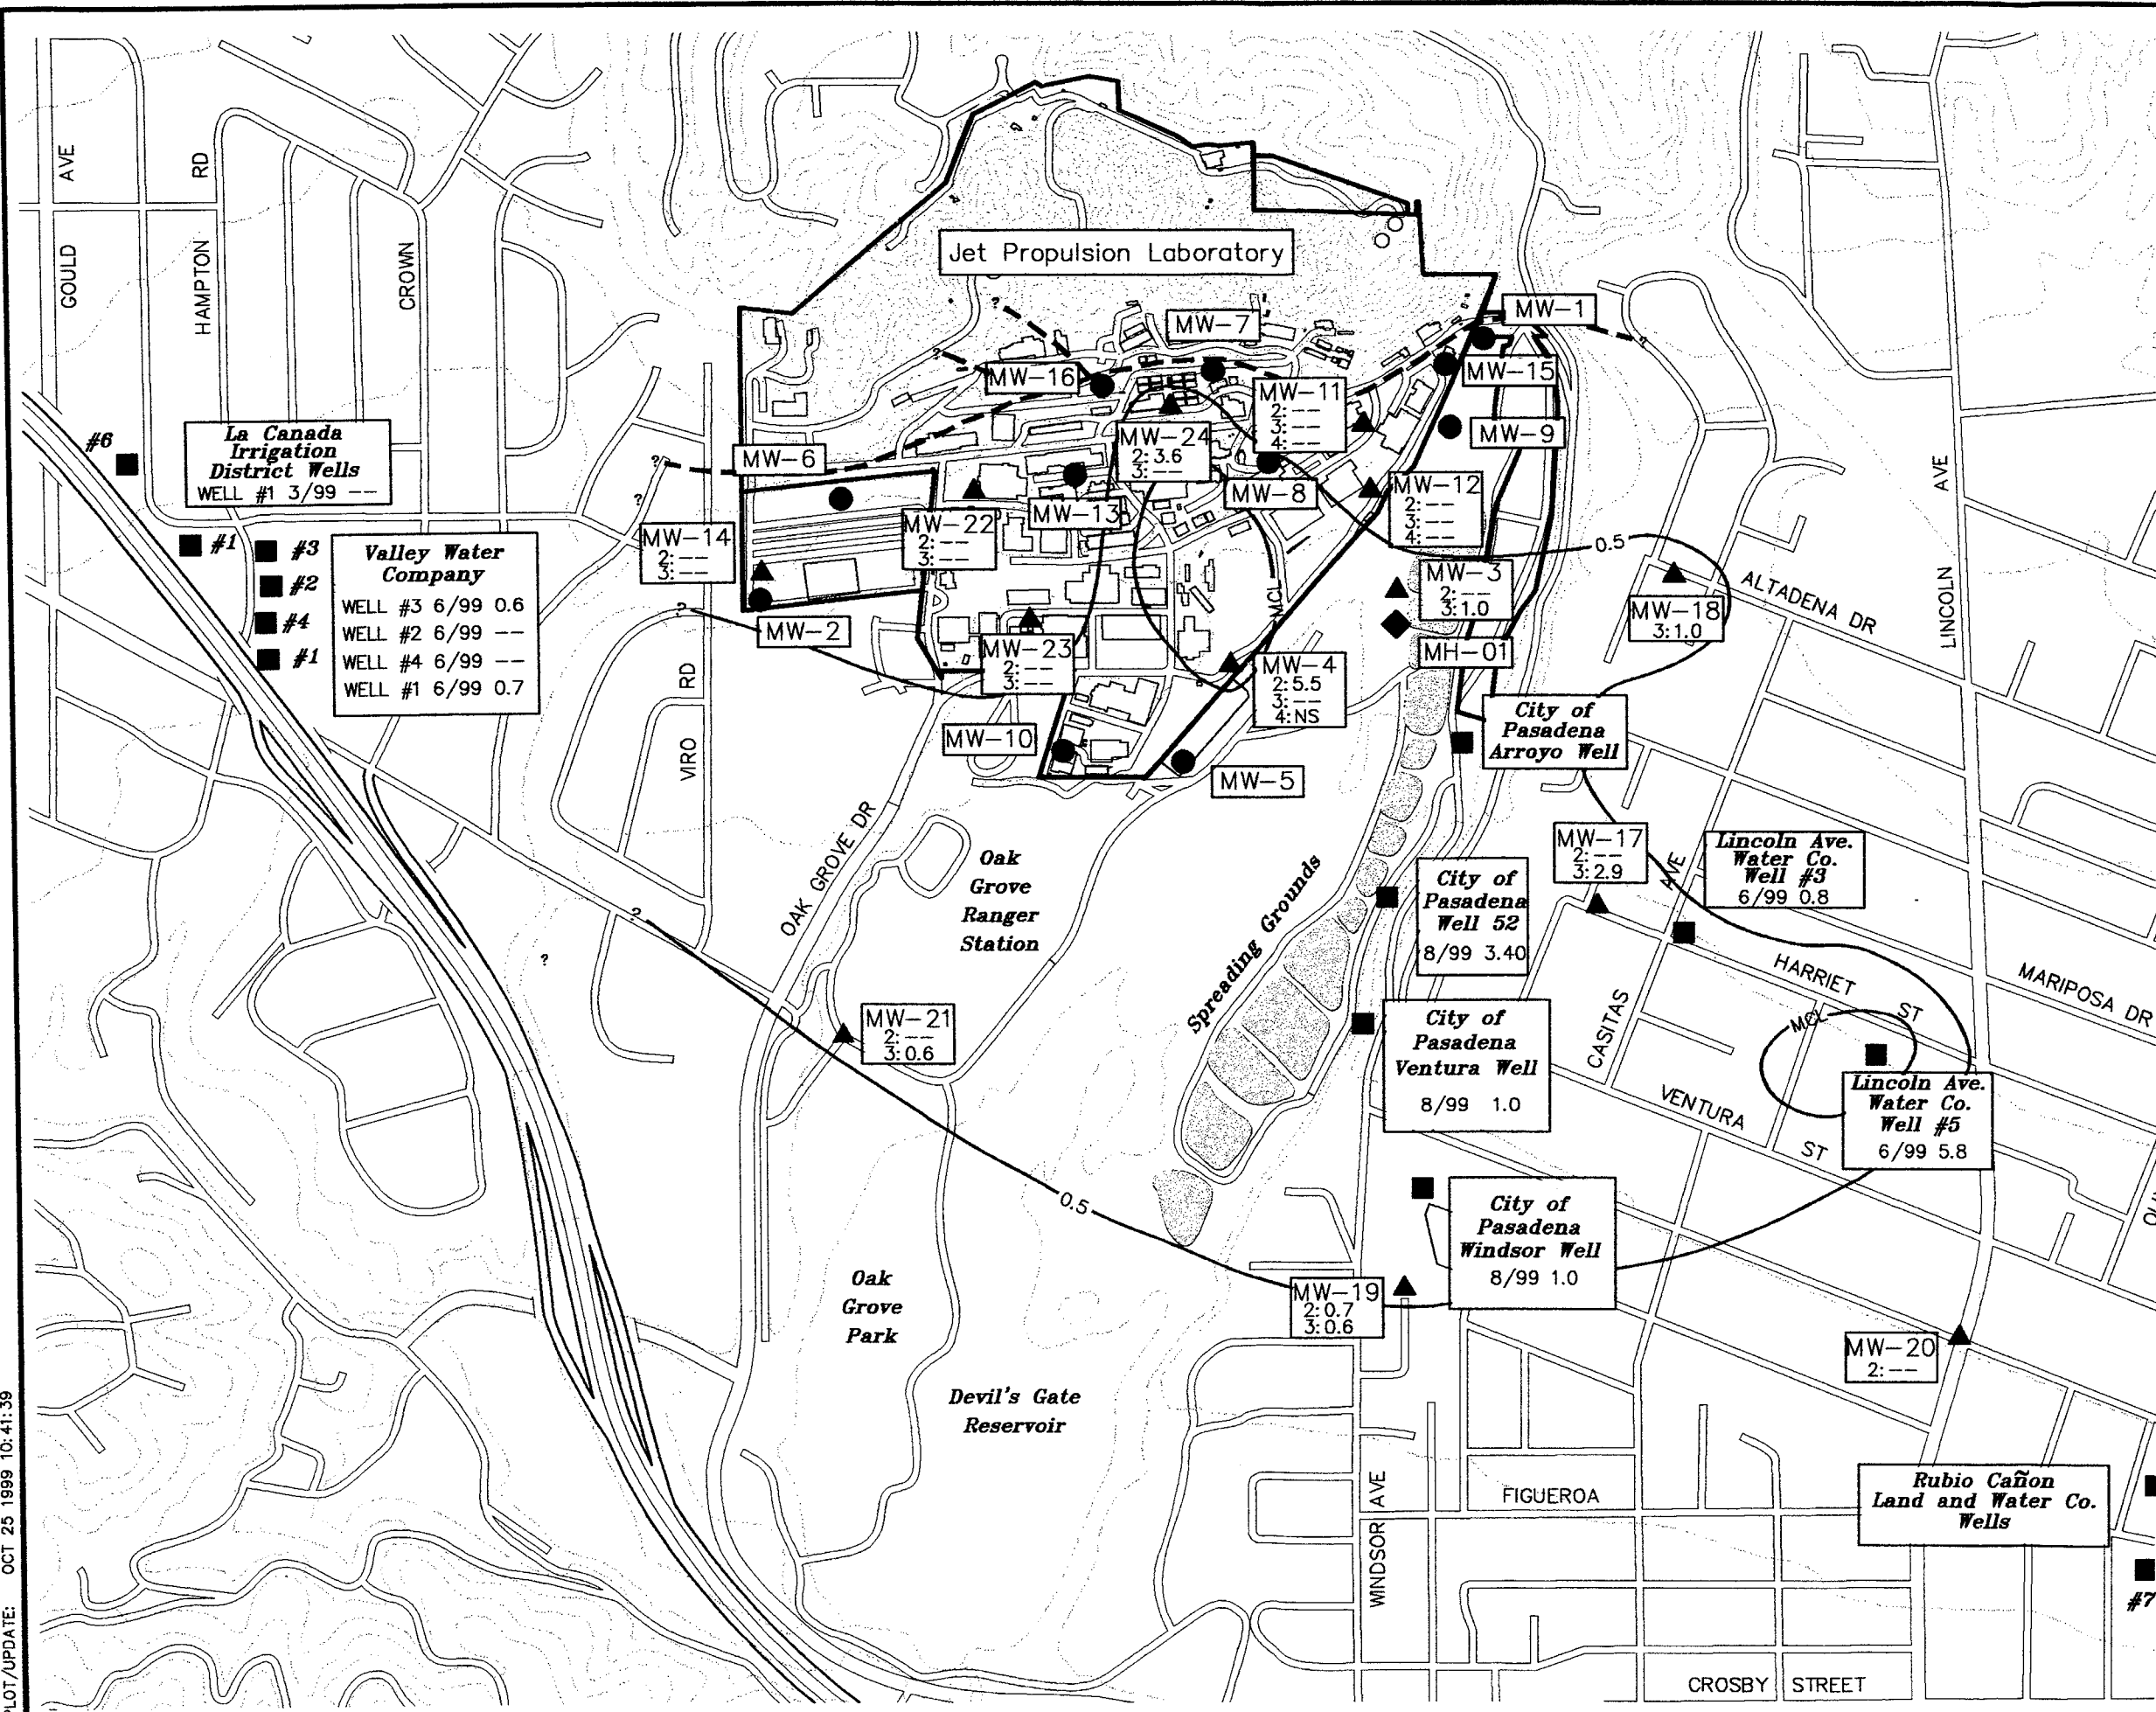 GOULD AVE
HAMPTON RD
CROWN
Jet Propulsion Laboratory
MW-1
MW-7
MW-15
MW-16
MW-11
2: --
3: --
4: --
MW-9
MW-24
2: 3.6
3: --
MW-6
MW-8
MW-12
2: --
3: --
4: --
MW-13
MW-22
2: --
3: --
MW-14
2: --
3: --
#6
La Canada
Irrigation
District Wells
WELL #1 3/99 --
#1
#3
#2
#4
#1
Valley Water
Company
WELL #3 6/99 0.6
WELL #2 6/99 --
WELL #4 6/99 --
WELL #1 6/99 0.7
?
?
?
?
?
?
?
?
0.5
MCL
MW-3
2: --
3: 1.0
MH-01
MW-18
3: 1.0
ALTADENA DR
LINCOLN AVE
MW-2
MW-23
2: --
3: --
MW-4
2: 5.5
3: --
4: NS
MW-10
MW-5
VIRO RD
OAK GROVE DR
City of
Pasadena
Arroyo Well
Oak
Grove
Ranger
Station
Spreading Grounds
MW-17
2: --
3: 2.9
Lincoln Ave.
Water Co.
Well #3
6/99 0.8
City of
Pasadena
Well 52
8/99 3.40
CASITAS AVE
HARRIET ST
MARIPOSA DR
MW-21
2: --
3: 0.6
City of
Pasadena
Ventura Well
8/99 1.0
MCL
VENTURA ST
Lincoln Ave.
Water Co.
Well #5
6/99 5.8
0.5
City of
Pasadena
Windsor Well
8/99 1.0
MW-19
2: 0.7
3: 0.6
MW-20
2: --
Oak
Grove
Park
Devil's Gate
Reservoir
WINDSOR AVE
FIGUEROA
Rubio Cañon
Land and Water Co.
Wells
#7
CROSBY STREET
PLOT/UPDATE: OCT 25 1999 10:41:39